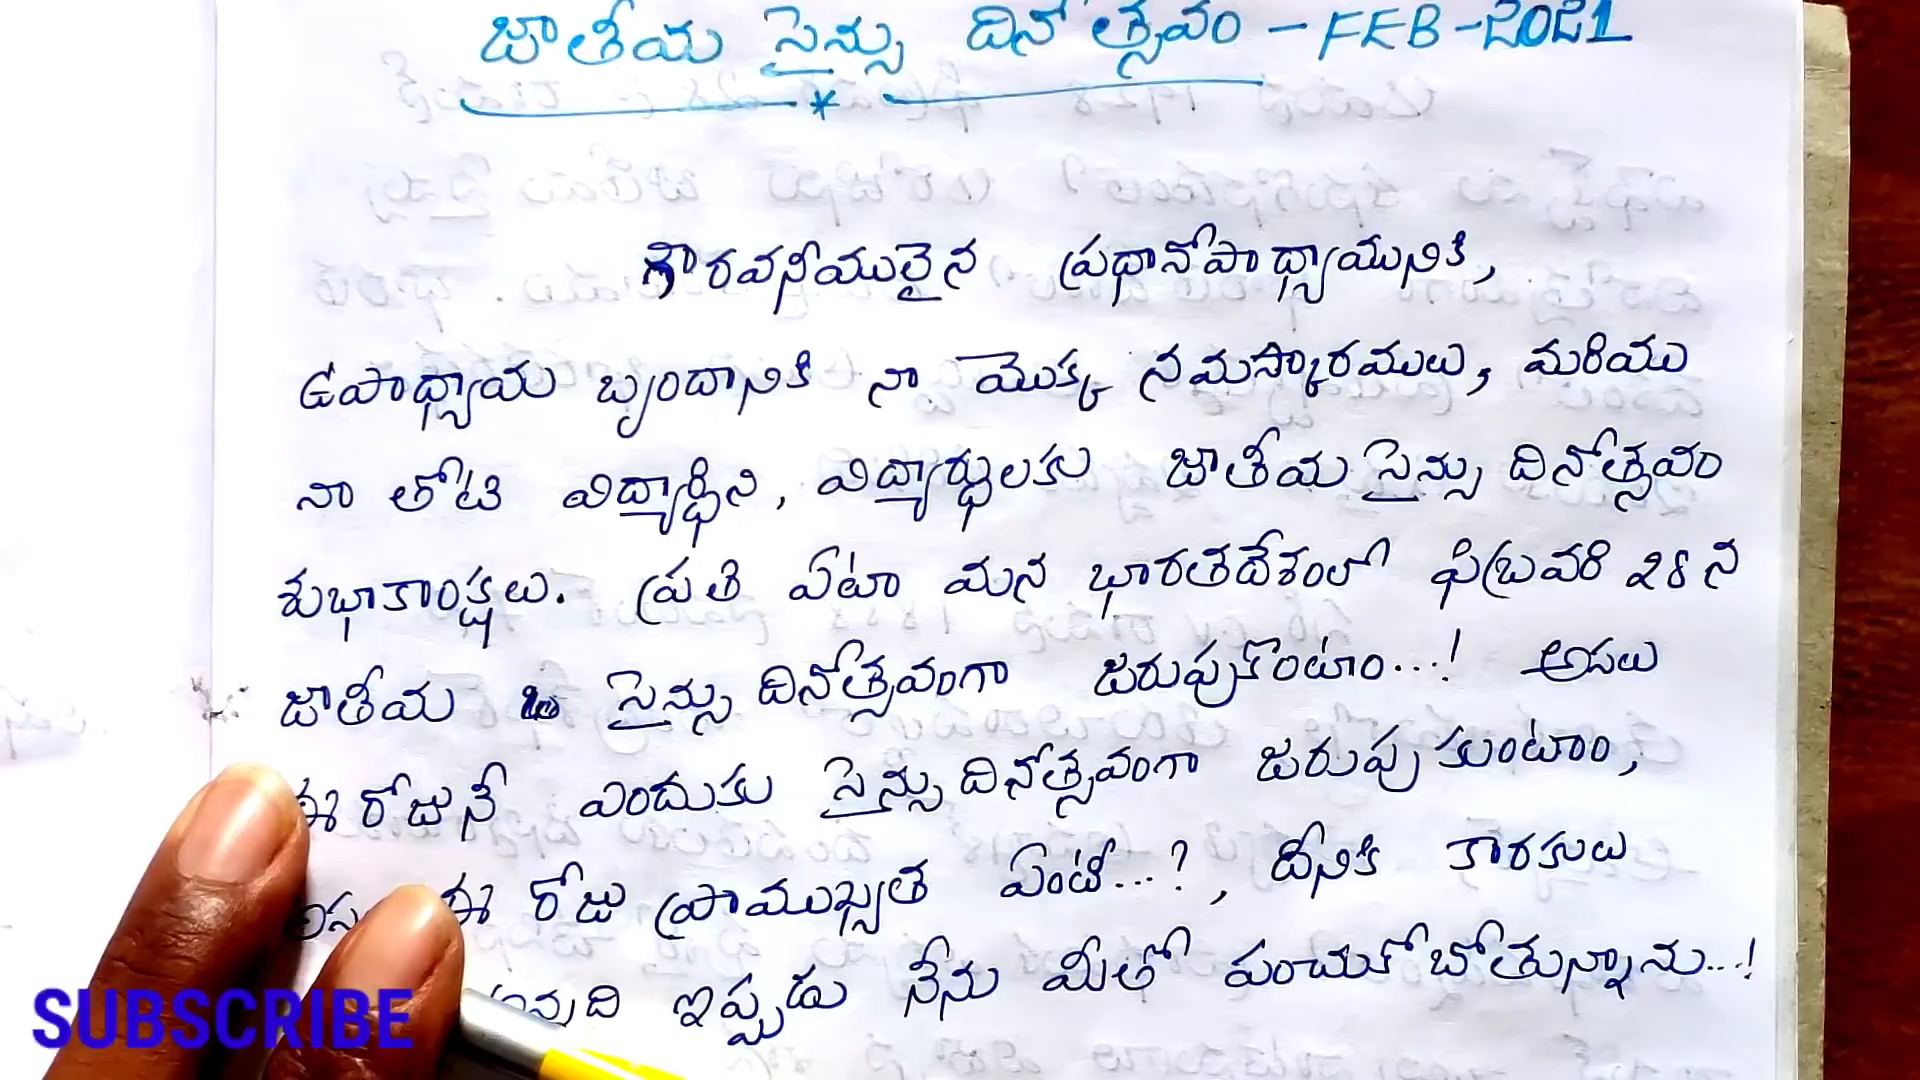 జాతీయ సైన్సు దినోత్సవం - FEB - 2021
గౌరవనీయులైన ప్రధానోపాధ్యాయునికి,
ఉపాధ్యాయ బృందానికి నా యొక్క నమస్కారములు, మరియు
నా తోటి విద్యార్థిని, విద్యార్థులకు జాతీయ సైన్సు దినోత్సవం
శుభాకాంక్షలు. ప్రతి ఏటా మన భారతదేశంలో ఫిబ్రవరి 28 ని
జాతీయ సైన్సు దినోత్సవంగా జరుపుకొంటాం...! అసలు
ఈ రోజునే ఎందుకు సైన్సు దినోత్సవంగా జరుపుకుంటాం,
ఈ రోజు ప్రాముఖ్యత ఏంటీ...?, దీనికి కారకులు
ఇప్పుడు నేను మీతో పంచుకోబోతున్నాను...!
SUBSCRIBE